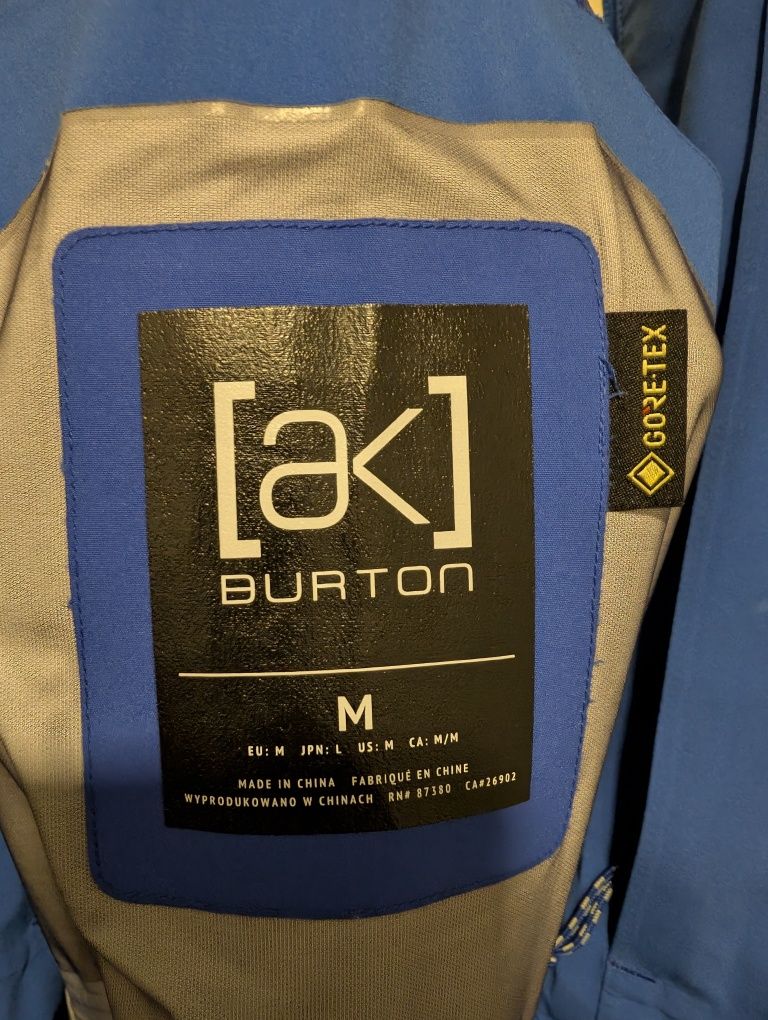 [ak]
BURTON
GORE-TEX
M
EU: M JPN: L US: M CA: M/M
MADE IN CHINA FABRIQUÉ EN CHINE
WYPRODUKOWANO W CHINACH RN# 87380 CA#26902